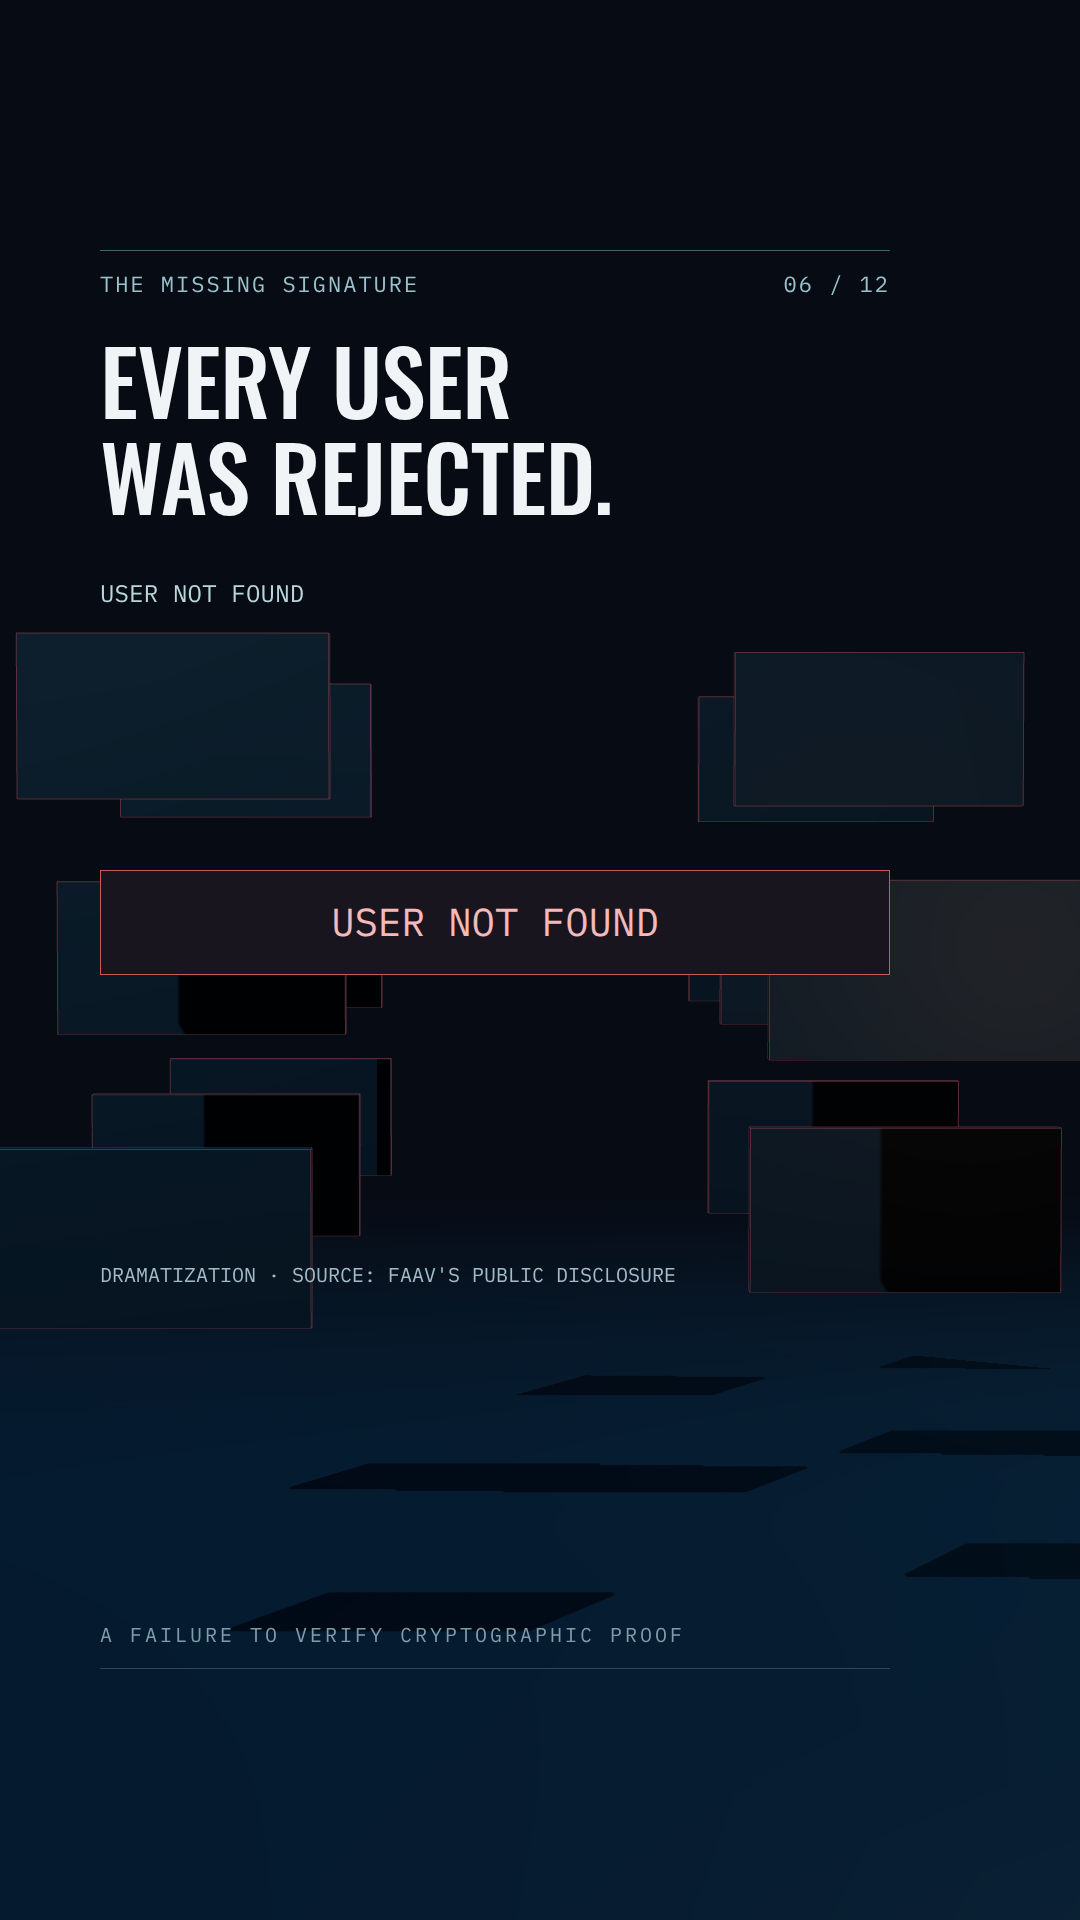 THE MISSING SIGNATURE
06 / 12
EVERY USER
WAS REJECTED.
USER NOT FOUND
USER NOT FOUND
DRAMATIZATION · SOURCE: FAAV'S PUBLIC DISCLOSURE
A FAILURE TO VERIFY CRYPTOGRAPHIC PROOF